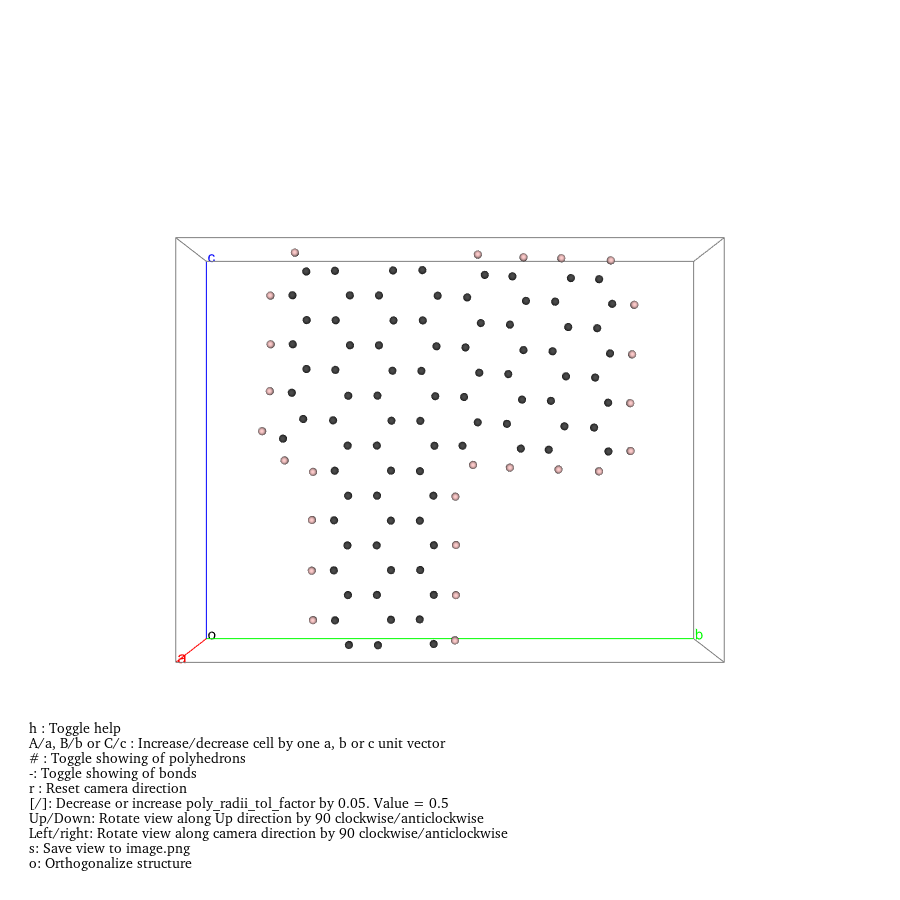 c
o
b
a
h : Toggle help
A/a, B/b or C/c : Increase/decrease cell by one a, b or c unit vector
# : Toggle showing of polyhedrons
-: Toggle showing of bonds
r : Reset camera direction
[/]: Decrease or increase poly_radii_tol_factor by 0.05. Value = 0.5
Up/Down: Rotate view along Up direction by 90 clockwise/anticlockwise
Left/right: Rotate view along camera direction by 90 clockwise/anticlockwise
s: Save view to image.png
o: Orthogonalize structure